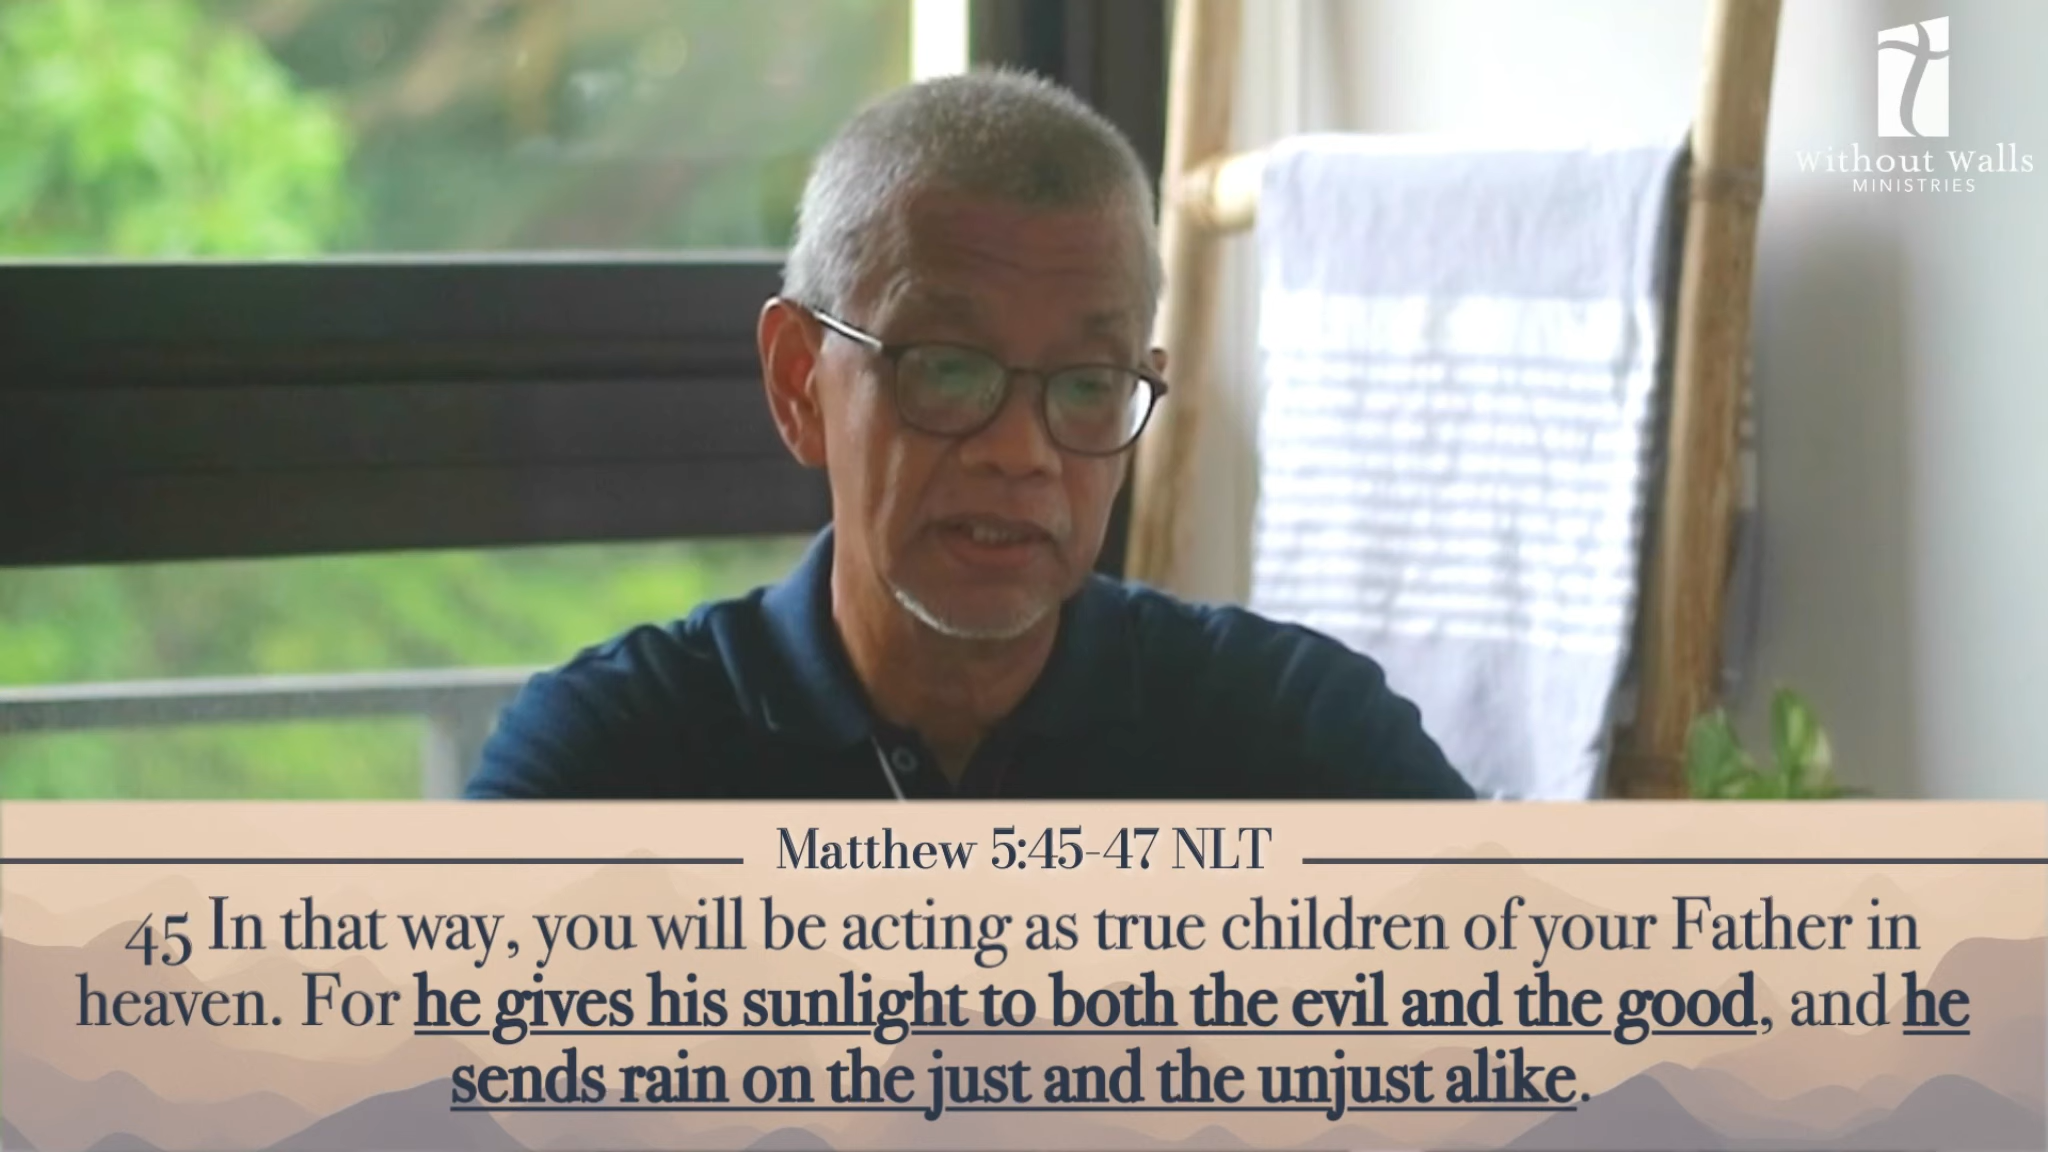 Without Walls
MINISTRIES
Matthew 5:45-47 NLT
45 In that way, you will be acting as true children of your Father in
heaven. For he gives his sunlight to both the evil and the good, and he
sends rain on the just and the unjust alike.